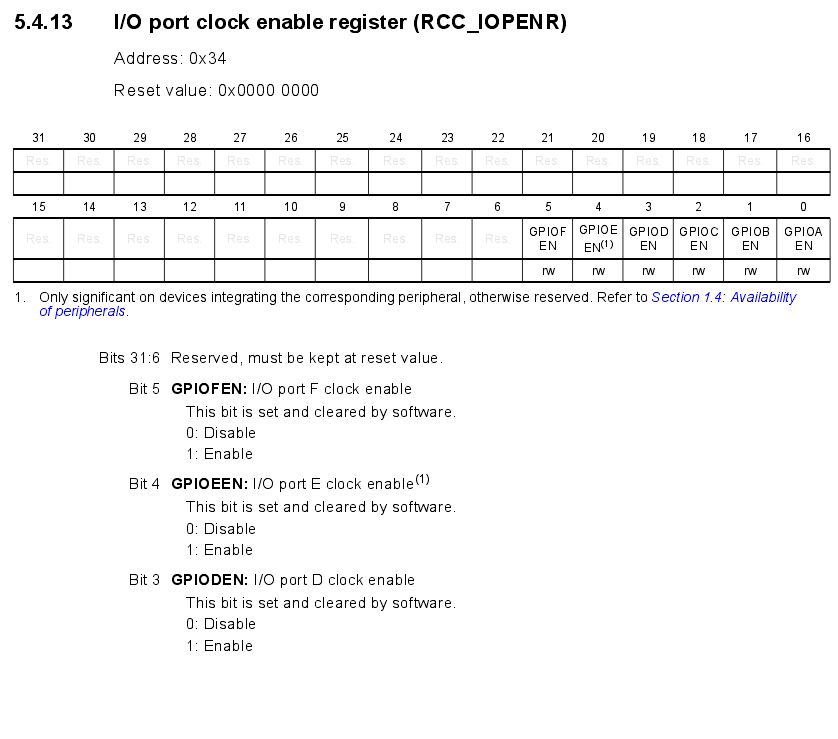 5.4.13 I/O port clock enable register (RCC_IOPENR)
Address: 0x34
Reset value: 0x0000 0000
31 30 29 28 27 26 25 24 23 22 21 20 19 18 17 16
Res. Res. Res. Res. Res. Res. Res. Res. Res. Res. Res. Res. Res. Res. Res. Res.
15 14 13 12 11 10 9 8 7 6 5 4 3 2 1 0
Res. Res. Res. Res. Res. Res. Res. Res. Res. Res. GPIOF GPIOE GPIOD GPIOC GPIOB GPIOA
EN EN(1) EN EN EN EN
rw rw rw rw rw rw
1. Only significant on devices integrating the corresponding peripheral, otherwise reserved. Refer to Section 1.4: Availability
of peripherals.
Bits 31:6 Reserved, must be kept at reset value.
Bit 5 GPIOFEN: I/O port F clock enable
This bit is set and cleared by software.
0: Disable
1: Enable
Bit 4 GPIOEEN: I/O port E clock enable(1)
This bit is set and cleared by software.
0: Disable
1: Enable
Bit 3 GPIODEN: I/O port D clock enable
This bit is set and cleared by software.
0: Disable
1: Enable